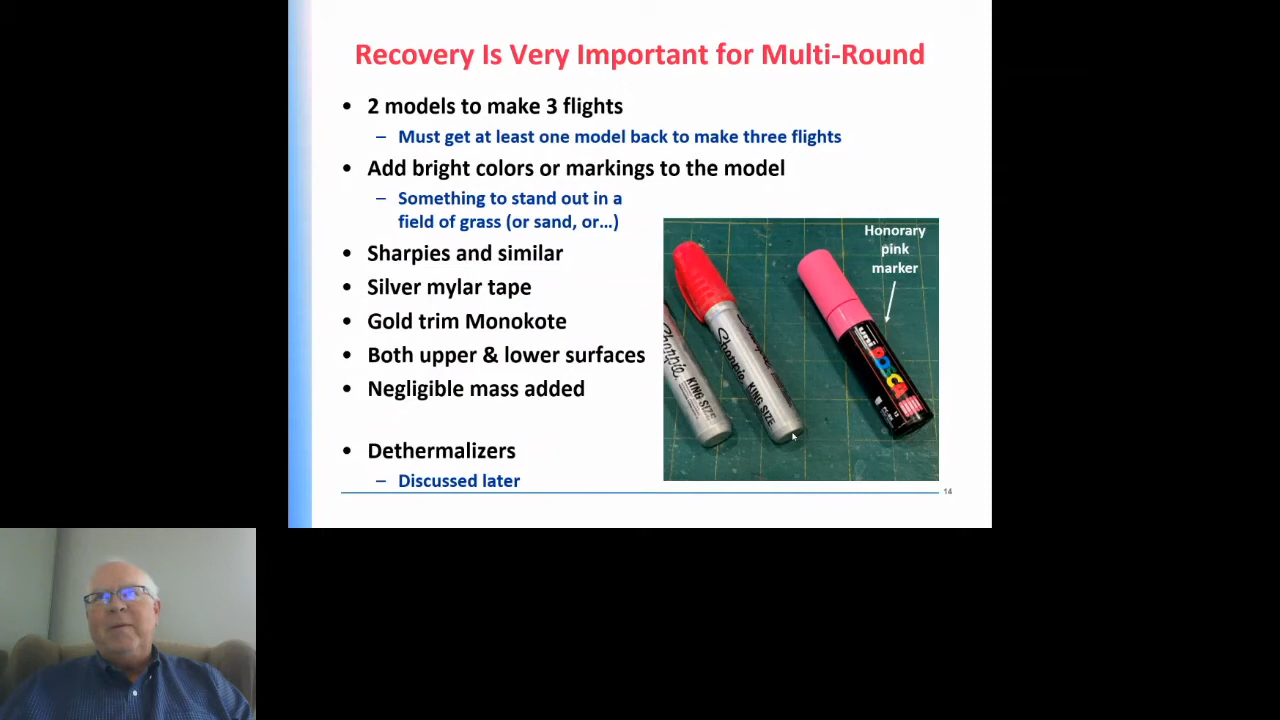 Recovery Is Very Important for Multi-Round
• 2 models to make 3 flights
– Must get at least one model back to make three flights
• Add bright colors or markings to the model
– Something to stand out in a
field of grass (or sand, or…)
• Sharpies and similar
• Silver mylar tape
• Gold trim Monokote
• Both upper & lower surfaces
• Negligible mass added
• Dethermalizers
– Discussed later
Honorary
pink
marker
Sharpie
KING SIZE
Sharpie
KING SIZE
uni
POSCA
14